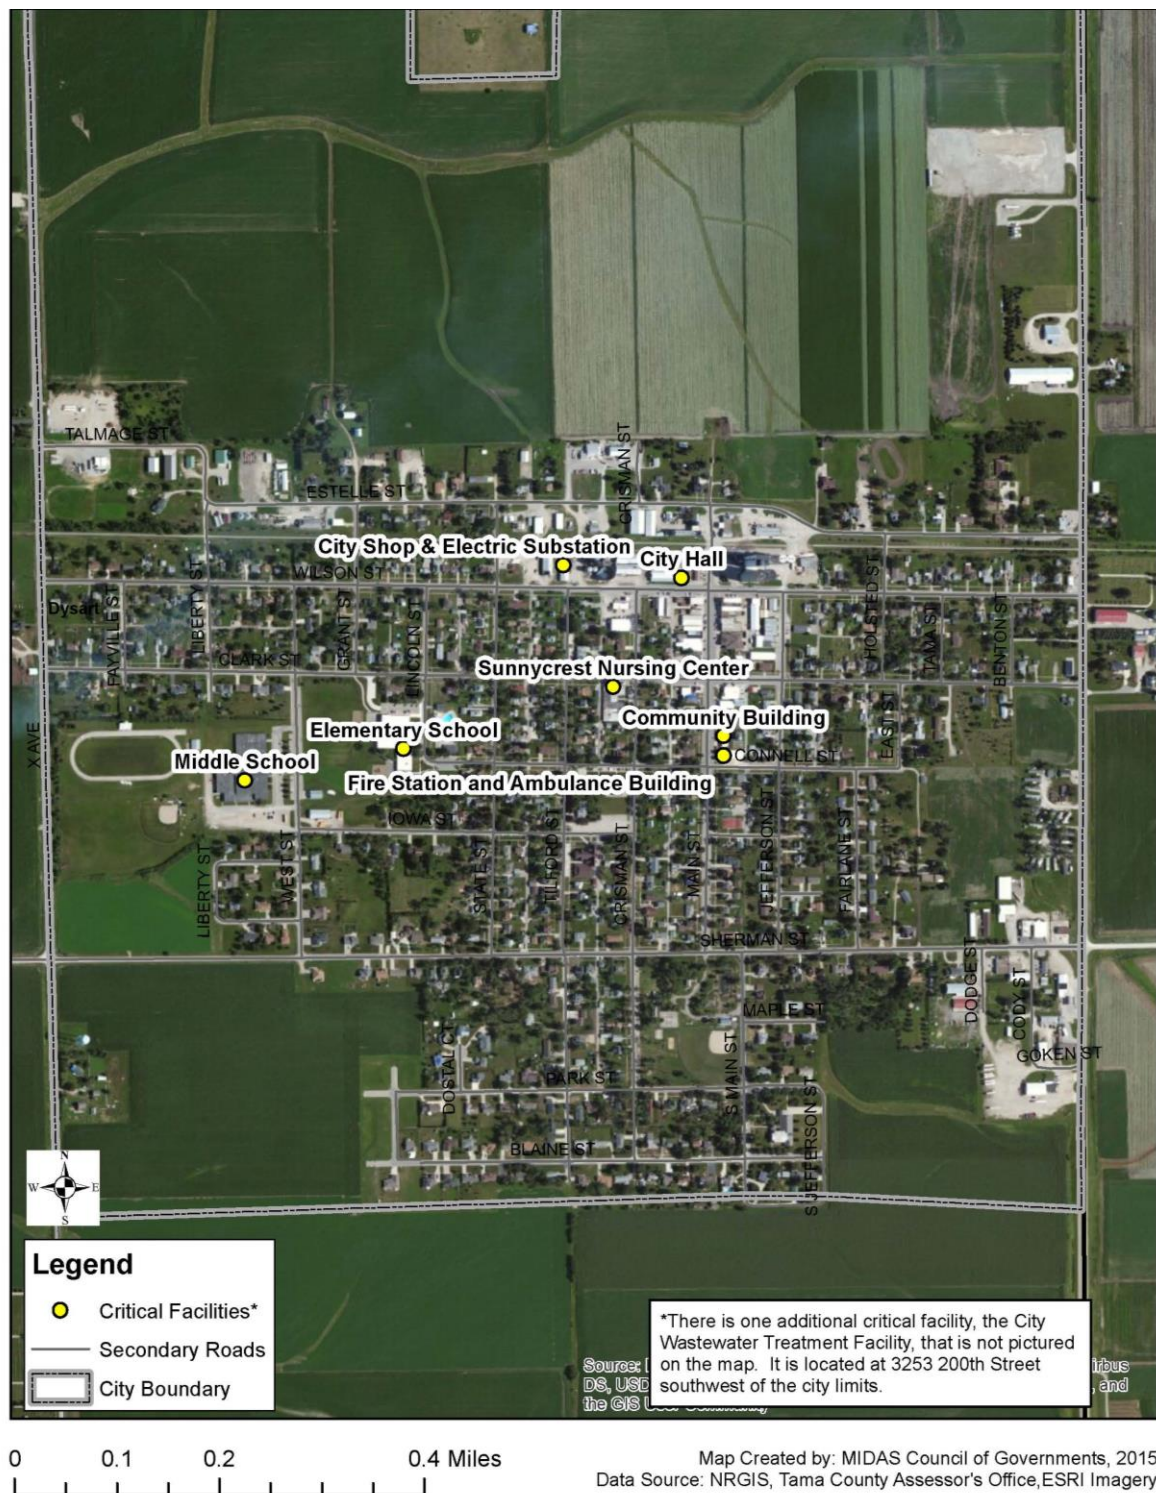 TALMAGE ST
CRISMAN ST
ESTELLE ST
City Shop & Electric Substation
City Hall
WILSON ST
Dysart
FAYVILLE ST
LIBERTY ST
GRANT ST
LINCOLN ST
HOLSTED ST
TAMA ST
BENTON ST
CLARK ST
Sunnycrest Nursing Center
X AVE
Elementary School
Community Building
EAST ST
Middle School
CONNELL ST
Fire Station and Ambulance Building
IOWA ST
LIBERTY ST
WEST ST
STATE ST
TILFORD ST
CRISMAN ST
MAIN ST
JEFFERSON ST
FAIRLANE ST
SHERMAN ST
DODGE ST
CODY ST
MAPLE ST
GOKEN ST
DOSTAL CT
PARK ST
S MAIN ST
BLAINE ST
S JEFFERSON ST
N
W E
S
Legend
Critical Facilities*
Secondary Roads
City Boundary
*There is one additional critical facility, the City
Wastewater Treatment Facility, that is not pictured
on the map. It is located at 3253 200th Street
southwest of the city limits.
Source:
DS, , and
the GIS
0 0.1 0.2 0.4 Miles
Map Created by: MIDAS Council of Governments, 2015
Data Source: NRGIS, Tama County Assessor's Office,ESRI Imagery